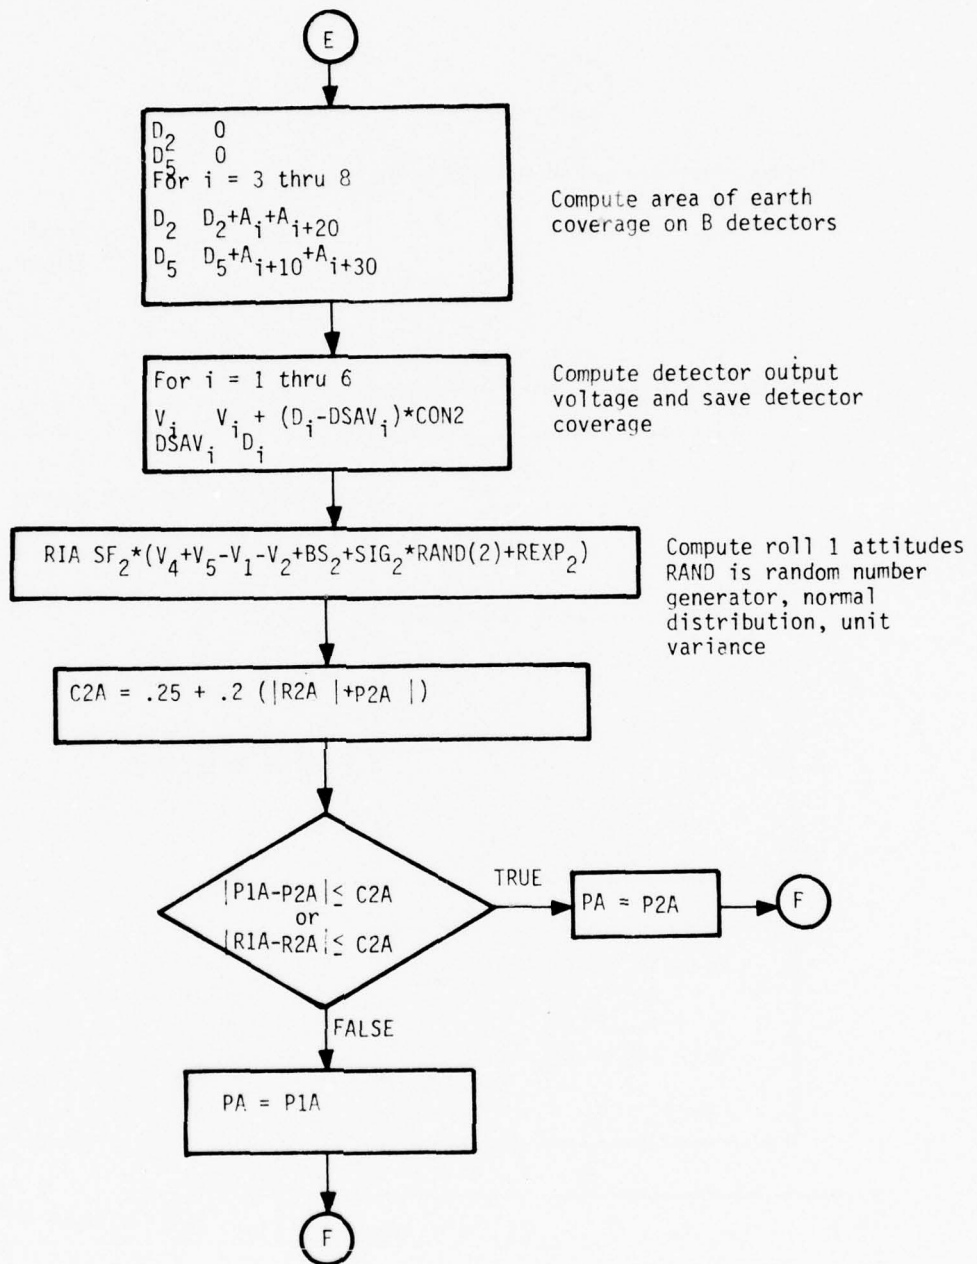 E
D₂ 0
D₅ 0
For i = 3 thru 8
D₂ D₂+Aᵢ+Aᵢ₊₂₀
D₅ D₅+Aᵢ₊₁₀+Aᵢ₊₃₀
Compute area of earth
coverage on B detectors
For i = 1 thru 6
Vᵢ Vᵢ + (Dᵢ-DSAVᵢ)*CON2
DSAVᵢ Dᵢ
Compute detector output
voltage and save detector
coverage
RIA SF₂*(V₄+V₅-V₁-V₂+BS₂+SIG₂*RAND(2)+REXP₂)
Compute roll 1 attitudes
RAND is random number
generator, normal
distribution, unit
variance
C2A = .25 + .2 (|R2A |+P2A |)
|P1A-P2A|≤ C2A
or
|R1A-R2A|≤ C2A
TRUE
PA = P2A
F
FALSE
PA = P1A
F